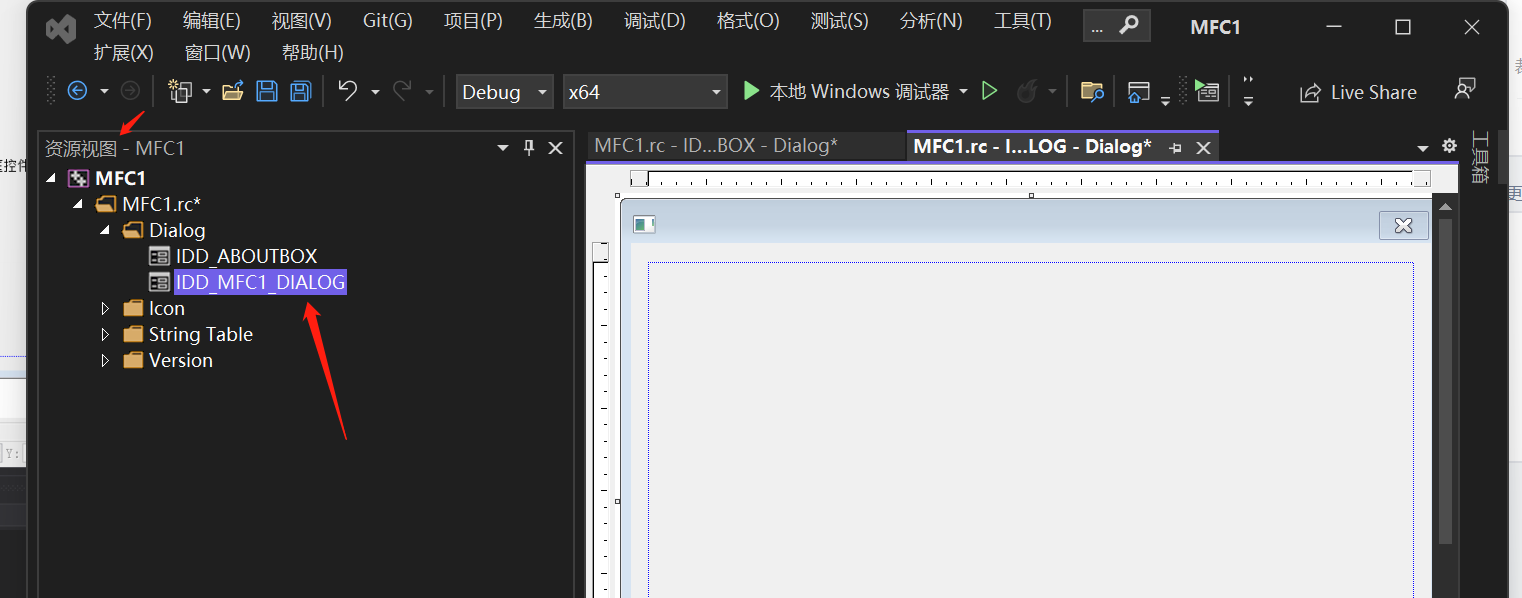 文件(F) 编辑(E) 视图(V) Git(G) 项目(P) 生成(B) 调试(D) 格式(O) 测试(S) 分析(N) 工具(T) ... MFC1
扩展(X) 窗口(W) 帮助(H)
Debug x64 本地 Windows 调试器 Live Share
资源视图 - MFC1
MFC1.rc - ID...BOX - Dialog*
MFC1.rc - I...LOG - Dialog*
工具箱
MFC1
MFC1.rc*
Dialog
IDD_ABOUTBOX
IDD_MFC1_DIALOG
Icon
String Table
Version
控件
更
Y: